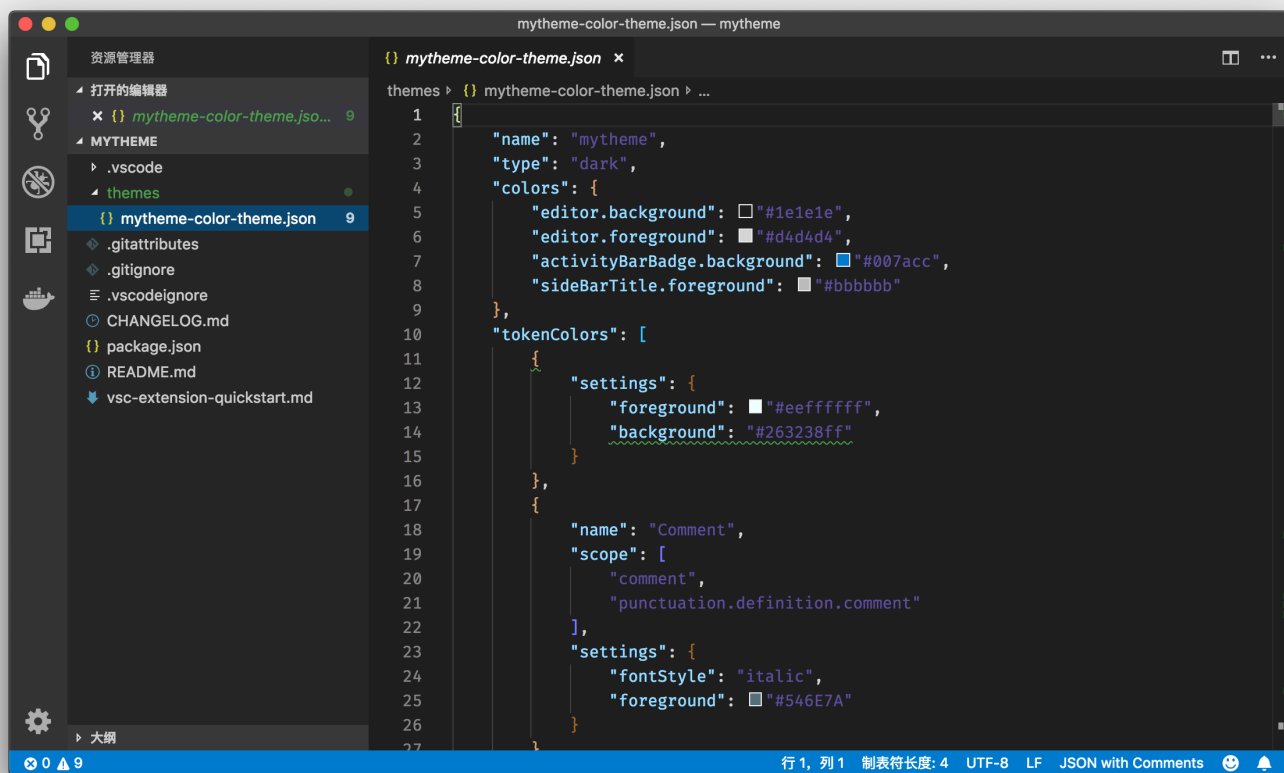 mytheme-color-theme.json — mytheme
资源管理器
打开的编辑器
{} mytheme-color-theme.jso... 9
MYTHEME
.vscode
themes
{} mytheme-color-theme.json 9
.gitattributes
.gitignore
.vscodeignore
CHANGELOG.md
{} package.json
README.md
vsc-extension-quickstart.md
大纲
{} mytheme-color-theme.json
themes {} mytheme-color-theme.json ...
1 {
2 "name": "mytheme",
3 "type": "dark",
4 "colors": {
5 "editor.background": "#1e1e1e",
6 "editor.foreground": "#d4d4d4",
7 "activityBarBadge.background": "#007acc",
8 "sideBarTitle.foreground": "#bbbbbb"
9 },
10 "tokenColors": [
11 {
12 "settings": {
13 "foreground": "#eeffffff",
14 "background": "#263238ff"
15 }
16 },
17 {
18 "name": "Comment",
19 "scope": [
20 "comment",
21 "punctuation.definition.comment"
22 ],
23 "settings": {
24 "fontStyle": "italic",
25 "foreground": "#546E7A"
26 }
27 }
0 9
行 1，列 1 制表符长度: 4 UTF-8 LF JSON with Comments